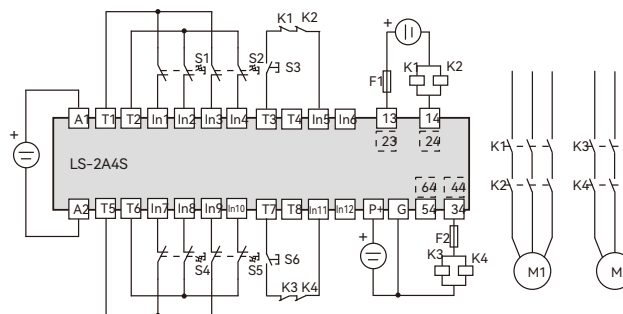 K1 K2
+
K1 K2
S1 S2 S3
F1
+
A1 T1 T2 In1 In2 In3 In4 T3 T4 In5 In6 13 14
23 24
LS-2A4S
K1 K3
64 44
K2 K4
A2 T5 T6 In7 In8 In9 In10 T7 T8 In11 In12 P+ G 54 34
+
F2
S4 S5 S6
K3 K4
K3 K4
M1